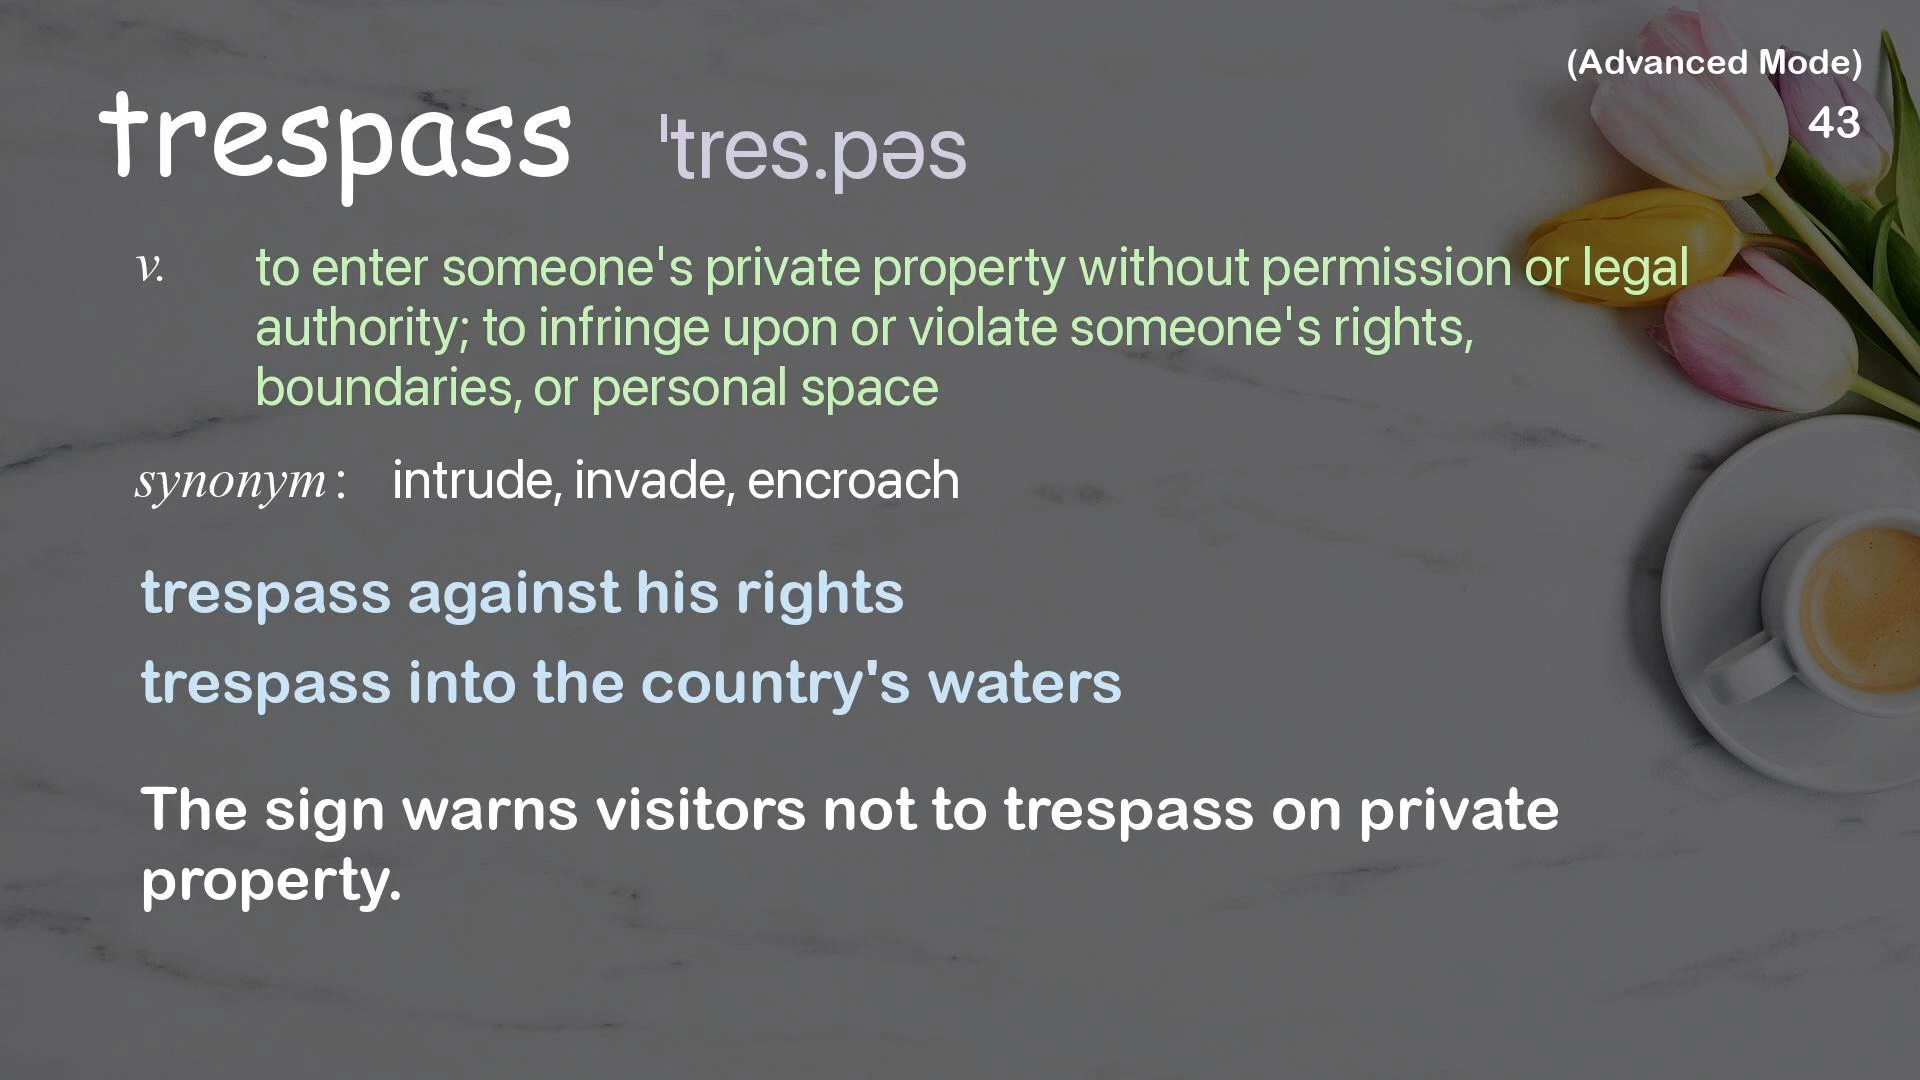 (Advanced Mode)
43
trespass ˈtres.pəs
v. to enter someone's private property without permission or legal
authority; to infringe upon or violate someone's rights,
boundaries, or personal space
synonym : intrude, invade, encroach
trespass against his rights
trespass into the country's waters
The sign warns visitors not to trespass on private
property.